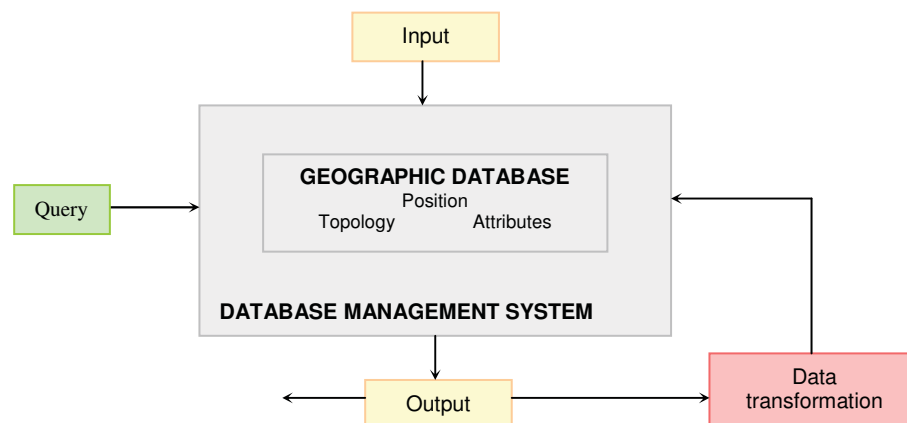 Input
GEOGRAPHIC DATABASE
Position
Topology Attributes
Query
DATABASE MANAGEMENT SYSTEM
Output
Data
transformation